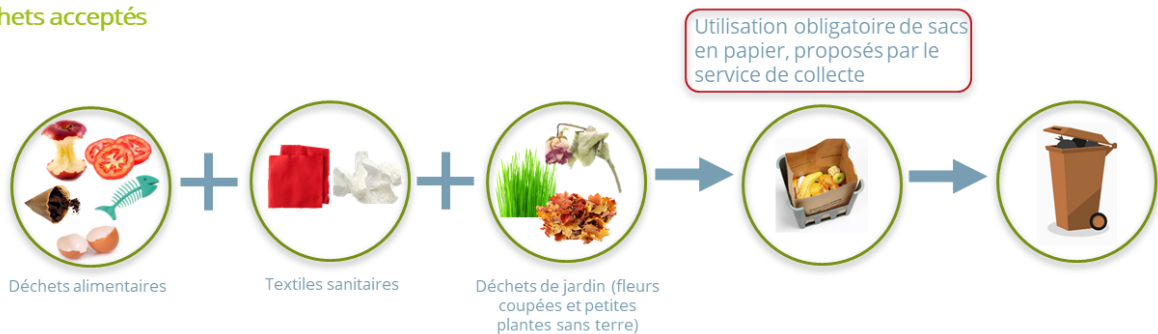 hets acceptés
Utilisation obligatoire de sacs
en papier, proposés par le
service de collecte
Déchets alimentaires
Textiles sanitaires
Déchets de jardin (fleurs
coupées et petites
plantes sans terre)